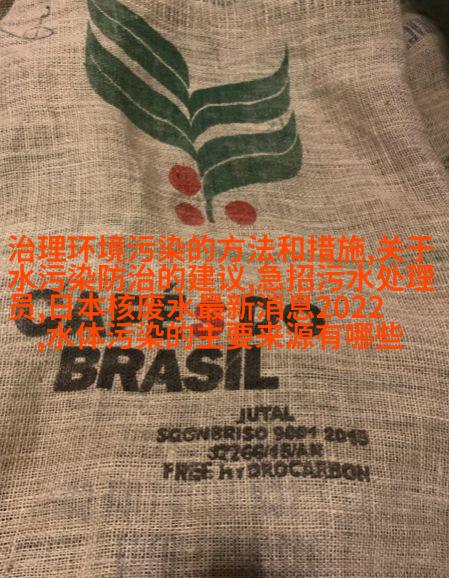 治理环境污染的方法和措施,关于
水污染防治的建议,急招污水处理
员,日本核废水最新消息2022
,水体污染的主要来源有哪些
BRASIL
JUTAL
FREE HYDROCARBON